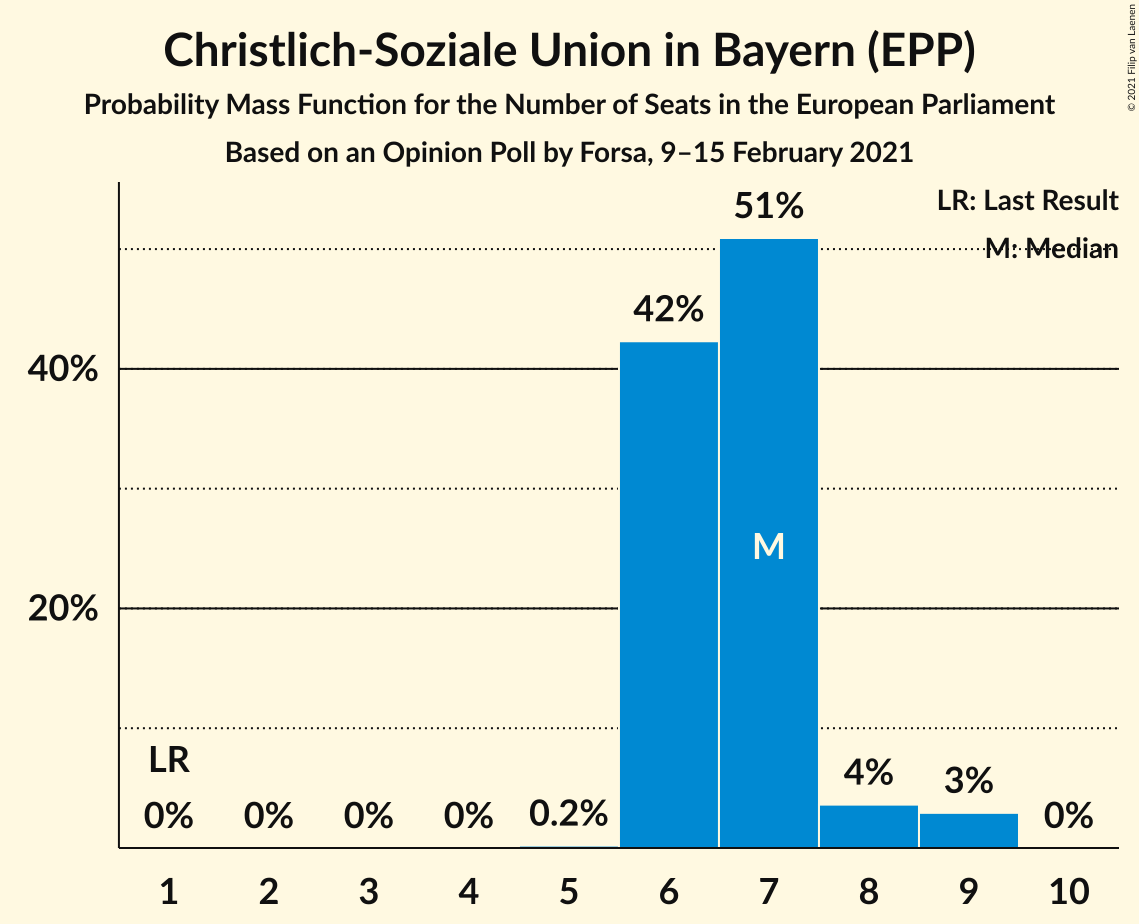 Christlich-Soziale Union in Bayern (EPP)
Probability Mass Function for the Number of Seats in the European Parliament
Based on an Opinion Poll by Forsa, 9–15 February 2021
© 2021 Filip van Laenen
LR: Last Result
M: Median
51%
42%
40%
M
20%
LR
0% 0% 0% 0% 0.2% 4% 3% 0%
1 2 3 4 5 6 7 8 9 10